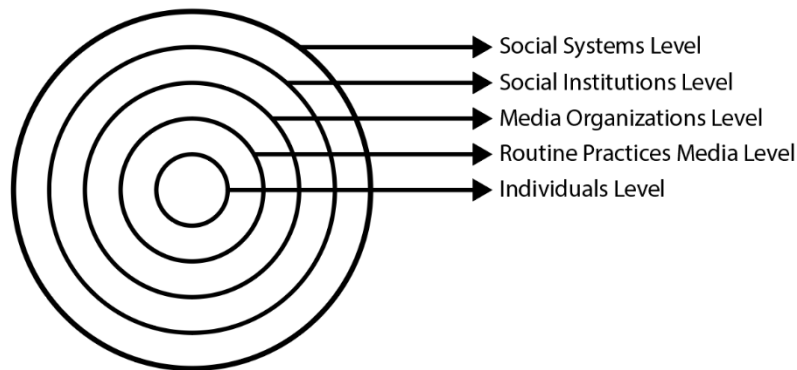 Social Systems Level
Social Institutions Level
Media Organizations Level
Routine Practices Media Level
Individuals Level